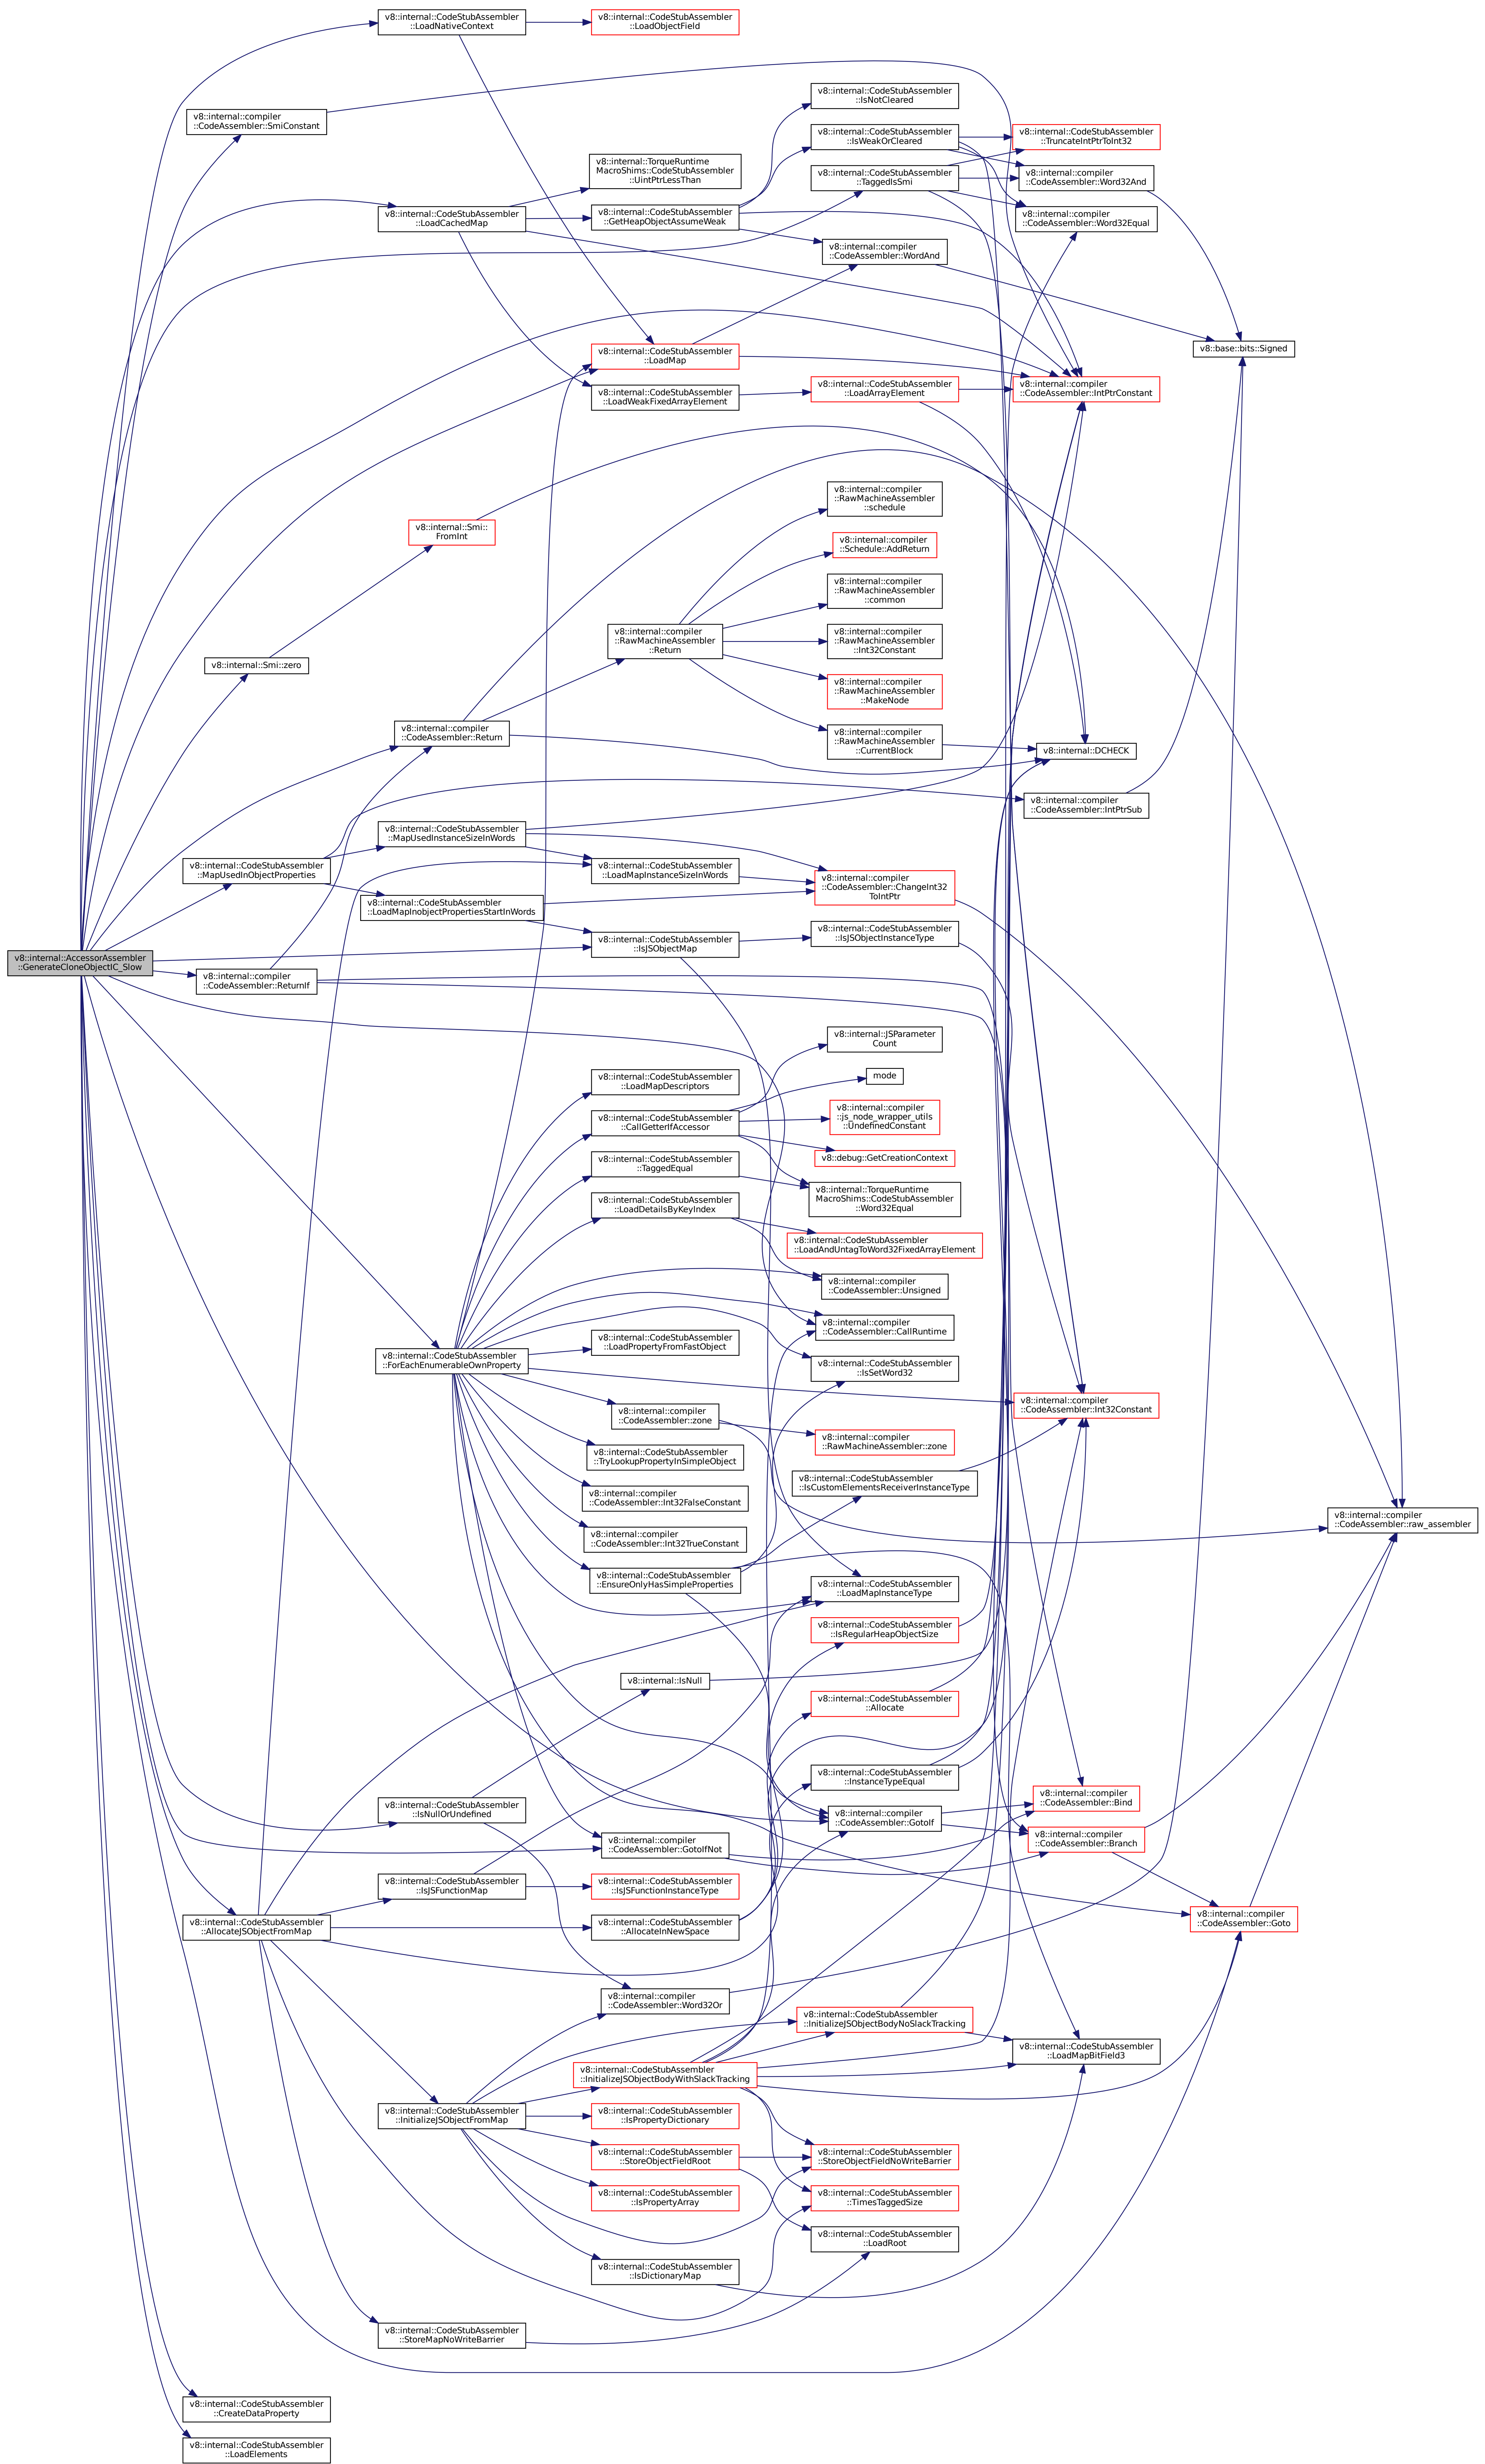 v8::internal::CodeStubAssembler
::LoadNativeContext
v8::internal::CodeStubAssembler
::LoadObjectField
v8::internal::CodeStubAssembler
::IsNotCleared
v8::internal::compiler
::CodeAssembler::SmiConstant
v8::internal::CodeStubAssembler
::IsWeakOrCleared
v8::internal::CodeStubAssembler
::TruncateIntPtrToInt32
v8::internal::TorqueRuntime
MacroShims::CodeStubAssembler
::UintPtrLessThan
v8::internal::CodeStubAssembler
::TaggedIsSmi
v8::internal::compiler
::CodeAssembler::Word32And
v8::internal::CodeStubAssembler
::LoadCachedMap
v8::internal::CodeStubAssembler
::GetHeapObjectAssumeWeak
v8::internal::compiler
::CodeAssembler::Word32Equal
v8::internal::compiler
::CodeAssembler::WordAnd
v8::base::bits::Signed
v8::internal::CodeStubAssembler
::LoadMap
v8::internal::CodeStubAssembler
::LoadWeakFixedArrayElement
v8::internal::CodeStubAssembler
::LoadArrayElement
v8::internal::compiler
::CodeAssembler::IntPtrConstant
v8::internal::compiler
::RawMachineAssembler
::schedule
v8::internal::Smi::
FromInt
v8::internal::compiler
::Schedule::AddReturn
v8::internal::compiler
::RawMachineAssembler
::common
v8::internal::compiler
::RawMachineAssembler
::Return
v8::internal::compiler
::RawMachineAssembler
::Int32Constant
v8::internal::Smi::zero
v8::internal::compiler
::RawMachineAssembler
::MakeNode
v8::internal::compiler
::CodeAssembler::Return
v8::internal::compiler
::RawMachineAssembler
::CurrentBlock
v8::internal::DCHECK
v8::internal::compiler
::CodeAssembler::IntPtrSub
v8::internal::CodeStubAssembler
::MapUsedInstanceSizeInWords
v8::internal::CodeStubAssembler
::MapUsedInObjectProperties
v8::internal::CodeStubAssembler
::LoadMapInstanceSizeInWords
v8::internal::compiler
::CodeAssembler::ChangeInt32
ToIntPtr
v8::internal::CodeStubAssembler
::LoadMapInobjectPropertiesStartInWords
v8::internal::CodeStubAssembler
::IsJSObjectMap
v8::internal::CodeStubAssembler
::IsJSObjectInstanceType
v8::internal::AccessorAssembler
::GenerateCloneObjectIC_Slow
v8::internal::compiler
::CodeAssembler::ReturnIf
v8::internal::JSParameter
Count
v8::internal::CodeStubAssembler
::LoadMapDescriptors
mode
v8::internal::CodeStubAssembler
::CallGetterIfAccessor
v8::internal::compiler
::js_node_wrapper_utils
::UndefinedConstant
v8::internal::CodeStubAssembler
::TaggedEqual
v8::debug::GetCreationContext
v8::internal::TorqueRuntime
MacroShims::CodeStubAssembler
::Word32Equal
v8::internal::CodeStubAssembler
::LoadDetailsByKeyIndex
v8::internal::CodeStubAssembler
::LoadAndUntagToWord32FixedArrayElement
v8::internal::compiler
::CodeAssembler::Unsigned
v8::internal::compiler
::CodeAssembler::CallRuntime
v8::internal::CodeStubAssembler
::LoadPropertyFromFastObject
v8::internal::CodeStubAssembler
::ForEachEnumerableOwnProperty
v8::internal::CodeStubAssembler
::IsSetWord32
v8::internal::compiler
::CodeAssembler::Int32Constant
v8::internal::compiler
::CodeAssembler::zone
v8::internal::compiler
::RawMachineAssembler::zone
v8::internal::CodeStubAssembler
::TryLookupPropertyInSimpleObject
v8::internal::CodeStubAssembler
::IsCustomElementsReceiverInstanceType
v8::internal::compiler
::CodeAssembler::Int32FalseConstant
v8::internal::compiler
::CodeAssembler::raw_assembler
v8::internal::compiler
::CodeAssembler::Int32TrueConstant
v8::internal::CodeStubAssembler
::EnsureOnlyHasSimpleProperties
v8::internal::CodeStubAssembler
::LoadMapInstanceType
v8::internal::CodeStubAssembler
::IsRegularHeapObjectSize
v8::internal::IsNull
v8::internal::CodeStubAssembler
::Allocate
v8::internal::CodeStubAssembler
::InstanceTypeEqual
v8::internal::compiler
::CodeAssembler::Bind
v8::internal::CodeStubAssembler
::IsNullOrUndefined
v8::internal::compiler
::CodeAssembler::GotoIf
v8::internal::compiler
::CodeAssembler::GotoIfNot
v8::internal::compiler
::CodeAssembler::Branch
v8::internal::CodeStubAssembler
::IsJSFunctionMap
v8::internal::CodeStubAssembler
::IsJSFunctionInstanceType
v8::internal::compiler
::CodeAssembler::Goto
v8::internal::CodeStubAssembler
::AllocateJSObjectFromMap
v8::internal::CodeStubAssembler
::AllocateInNewSpace
v8::internal::compiler
::CodeAssembler::Word32Or
v8::internal::CodeStubAssembler
::InitializeJSObjectBodyNoSlackTracking
v8::internal::CodeStubAssembler
::LoadMapBitField3
v8::internal::CodeStubAssembler
::InitializeJSObjectBodyWithSlackTracking
v8::internal::CodeStubAssembler
::InitializeJSObjectFromMap
v8::internal::CodeStubAssembler
::IsPropertyDictionary
v8::internal::CodeStubAssembler
::StoreObjectFieldRoot
v8::internal::CodeStubAssembler
::StoreObjectFieldNoWriteBarrier
v8::internal::CodeStubAssembler
::IsPropertyArray
v8::internal::CodeStubAssembler
::TimesTaggedSize
v8::internal::CodeStubAssembler
::LoadRoot
v8::internal::CodeStubAssembler
::IsDictionaryMap
v8::internal::CodeStubAssembler
::StoreMapNoWriteBarrier
v8::internal::CodeStubAssembler
::CreateDataProperty
v8::internal::CodeStubAssembler
::LoadElements